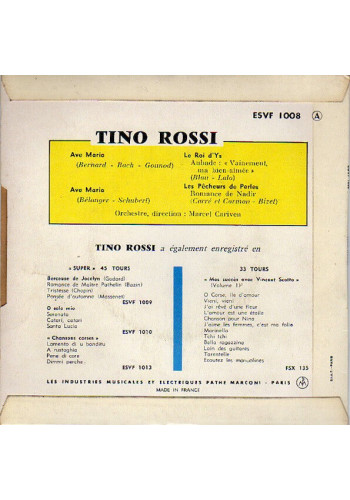 ESVF 1008 A
TINO ROSSI
Ave Maria
(Bernard - Bach - Gounod)
Ave Maria
(Bélanger - Schubert)
Le Roi d'Ys
Aubade : « Vainement,
ma bien-aimée »
(Blau - Lalo)
Les Pêcheurs de Perles
Romance de Nadir
(Carré et Cormon - Bizet)
Orchestre, direction : Marcel Cariven
TINO ROSSI a également enregistré en
« SUPER » 45 TOURS
Berceuse de Jocelyn (Godard)
Romance de Maître Pathelin (Bazin)
Tristesse (Chopin)
Pensée d'automne (Massenet)
ESVF 1009
O sole mio
Serenata
Catari, catari
Santa Lucia
ESVF 1010
« Chansons corses »
Lamento di u banditu
A rustaghia
Pane di core
Dimmi perche
ESVF 1013
33 TOURS
« Mes succès avec Vincent Scotto »
(Volume 1)
O Corse, île d'amour
Vieni, vieni
J'ai rêvé d'une fleur
L'amour est une étoile
Chanson pour Nina
J'aime les femmes, c'est ma folie
Marinella
Tchi tchi
Bella ragazzina
Loin des guitares
Tarentelle
Ecoutez les mandolines
FSX 135
LES INDUSTRIES MUSICALES ET ELECTRIQUES PATHE MARCONI - PARIS
MADE IN FRANCE